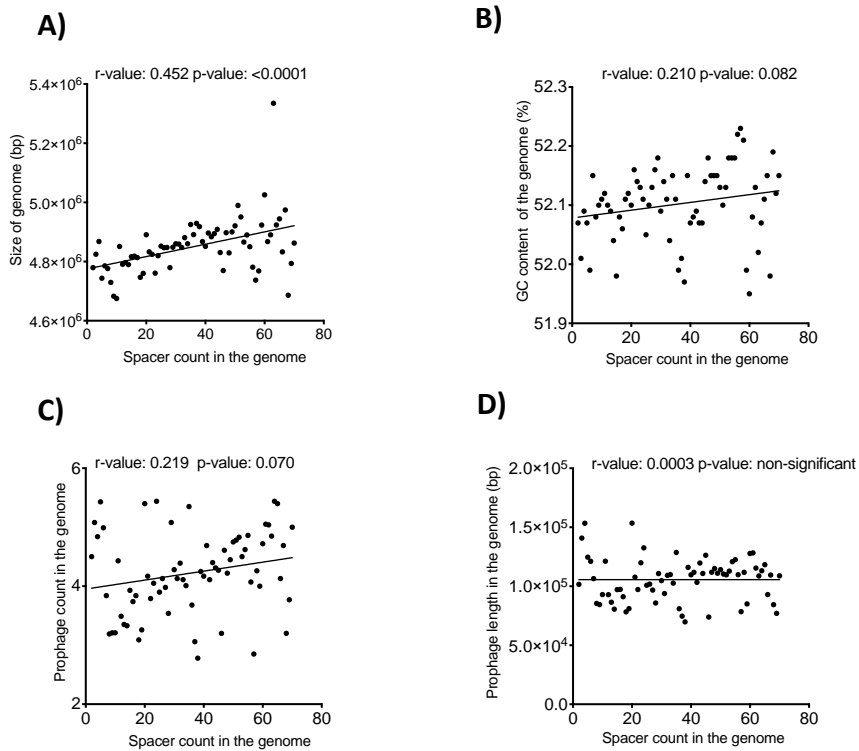 A)
r-value: 0.452 p-value: <0.0001
5.4×10⁶
5.2×10⁶
5.0×10⁶
4.8×10⁶
4.6×10⁶
Size of genome (bp)
0 20 40 60 80
Spacer count in the genome
B)
r-value: 0.210 p-value: 0.082
52.3
52.2
52.1
52.0
51.9
GC content of the genome (%)
0 20 40 60 80
Spacer count in the genome
C)
r-value: 0.219 p-value: 0.070
6
4
2
Prophage count in the genome
0 20 40 60 80
Spacer count in the genome
D)
r-value: 0.0003 p-value: non-significant
2.0×10⁵
1.5×10⁵
1.0×10⁵
5.0×10⁴
0
Prophage length in the genome (bp)
0 20 40 60 80
Spacer count in the genome